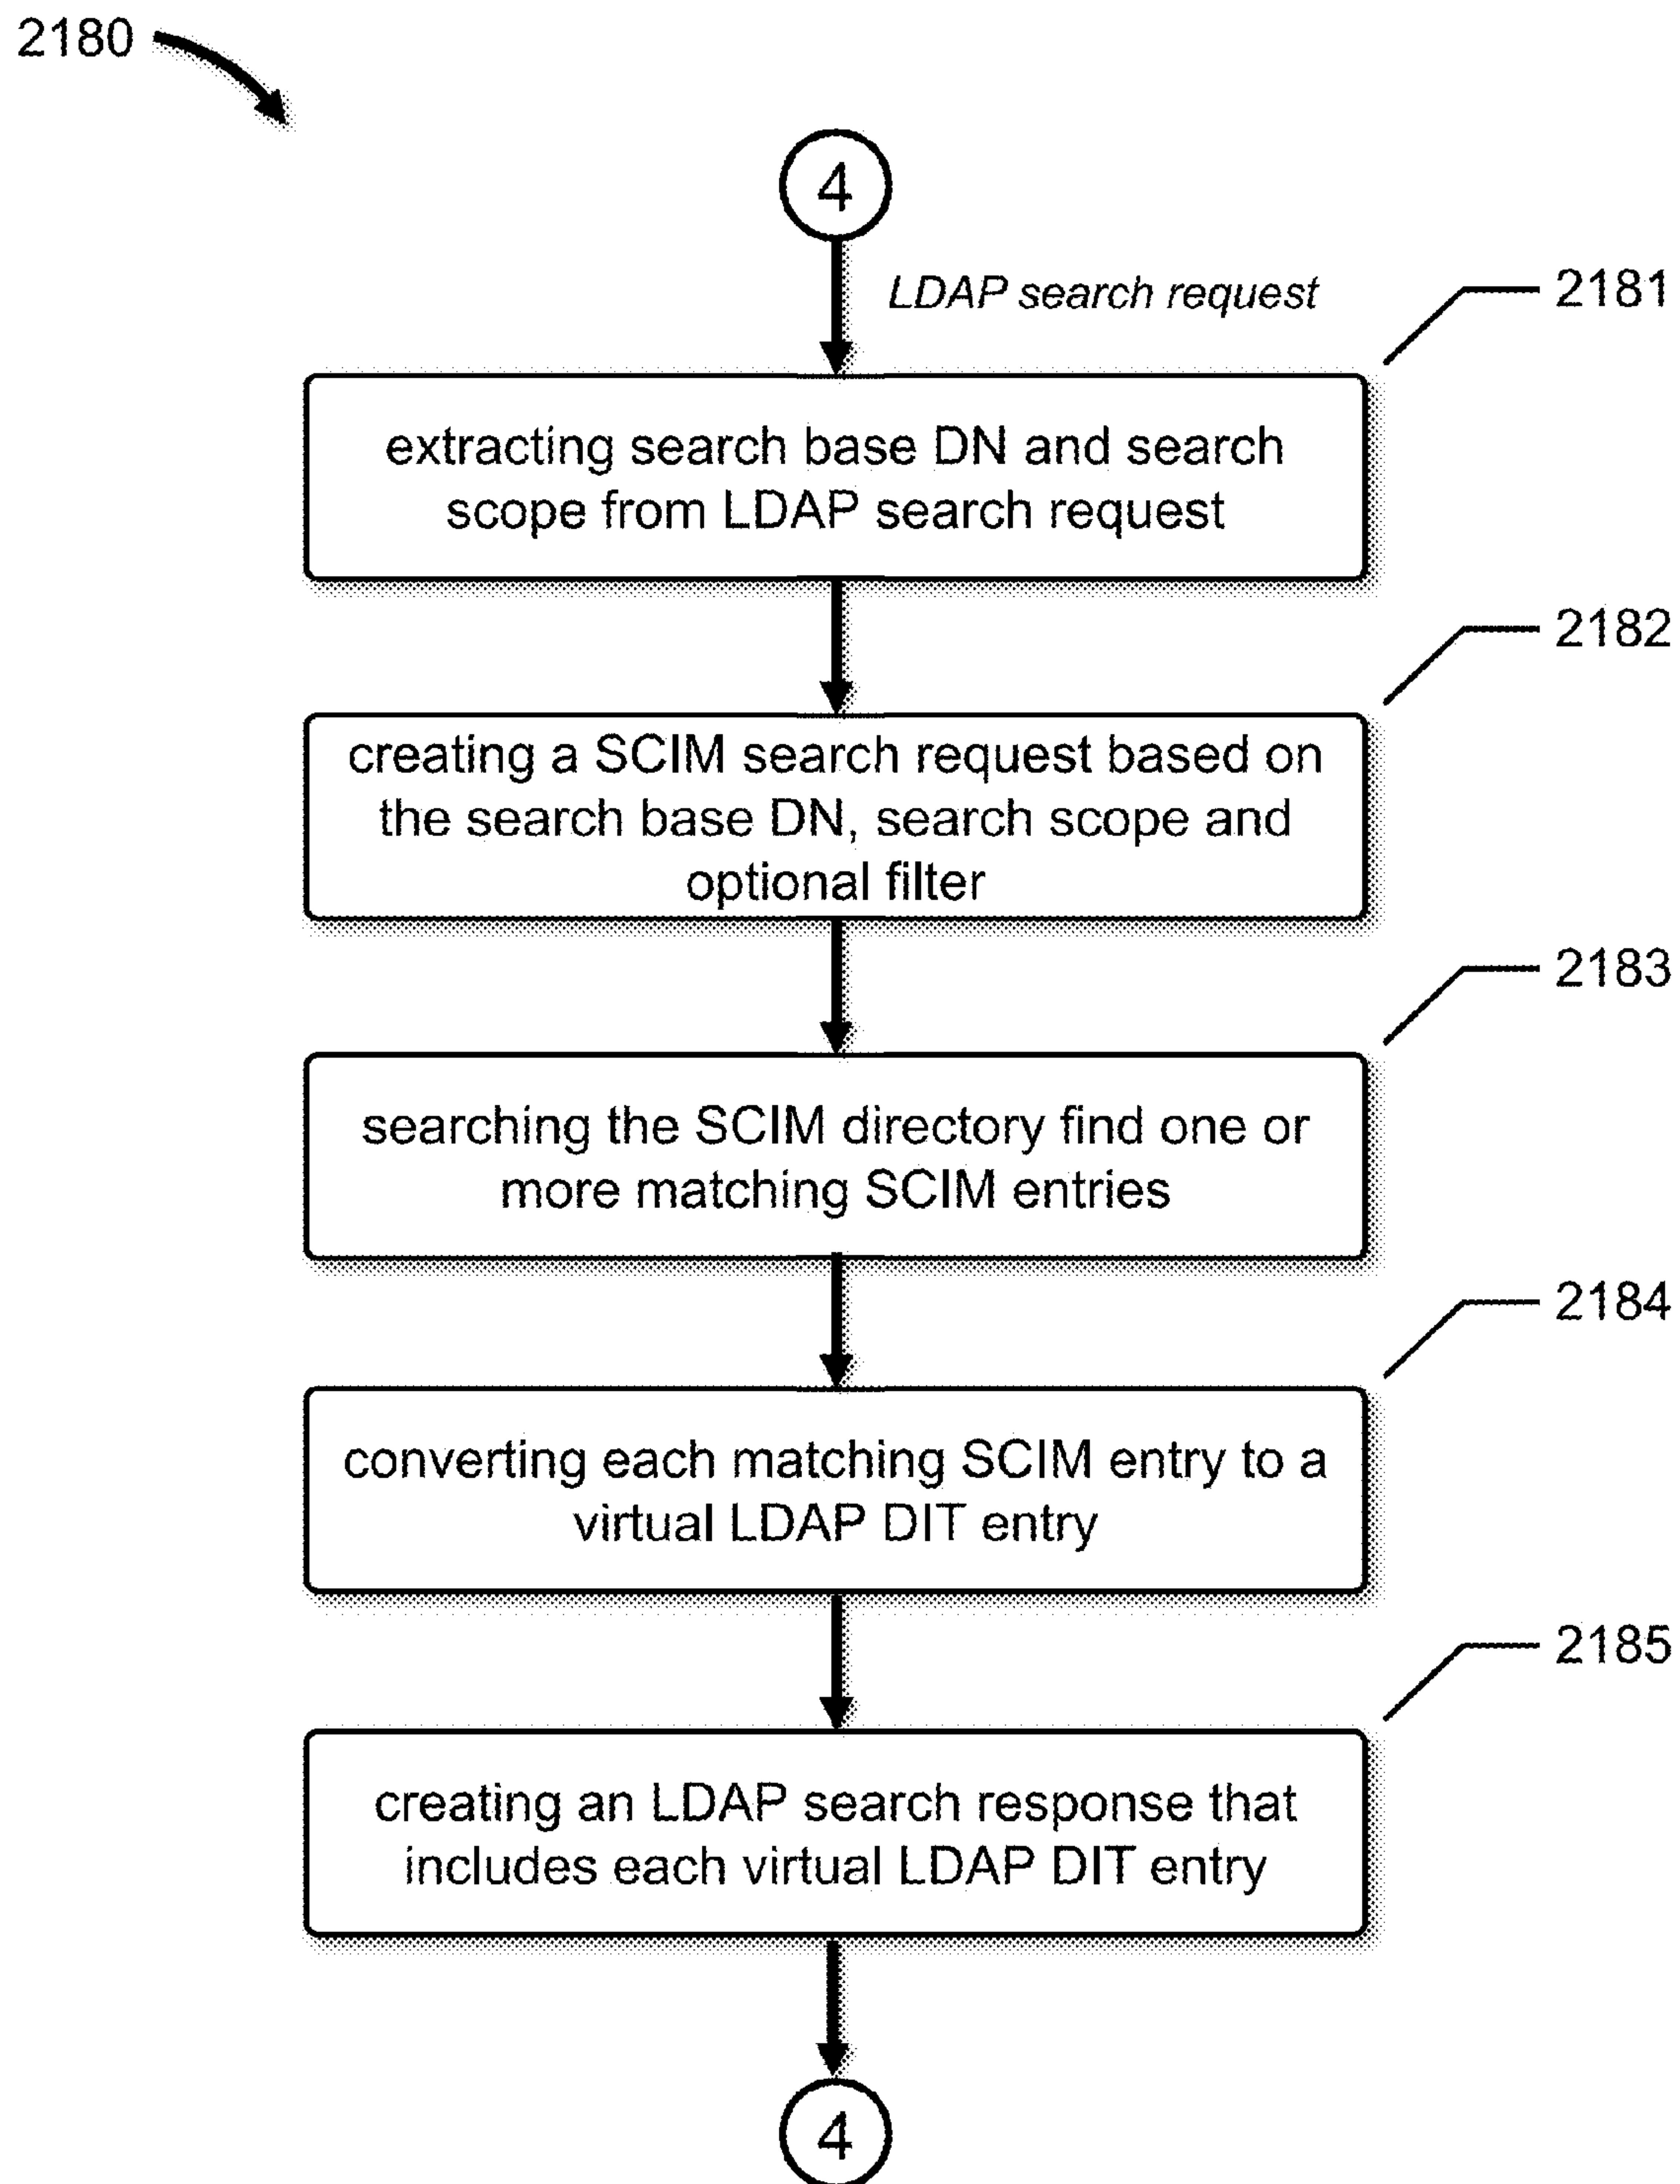 2180
4
LDAP search request
2181
extracting search base DN and search
scope from LDAP search request
2182
creating a SCIM search request based on
the search base DN, search scope and
optional filter
2183
searching the SCIM directory find one or
more matching SCIM entries
2184
converting each matching SCIM entry to a
virtual LDAP DIT entry
2185
creating an LDAP search response that
includes each virtual LDAP DIT entry
4